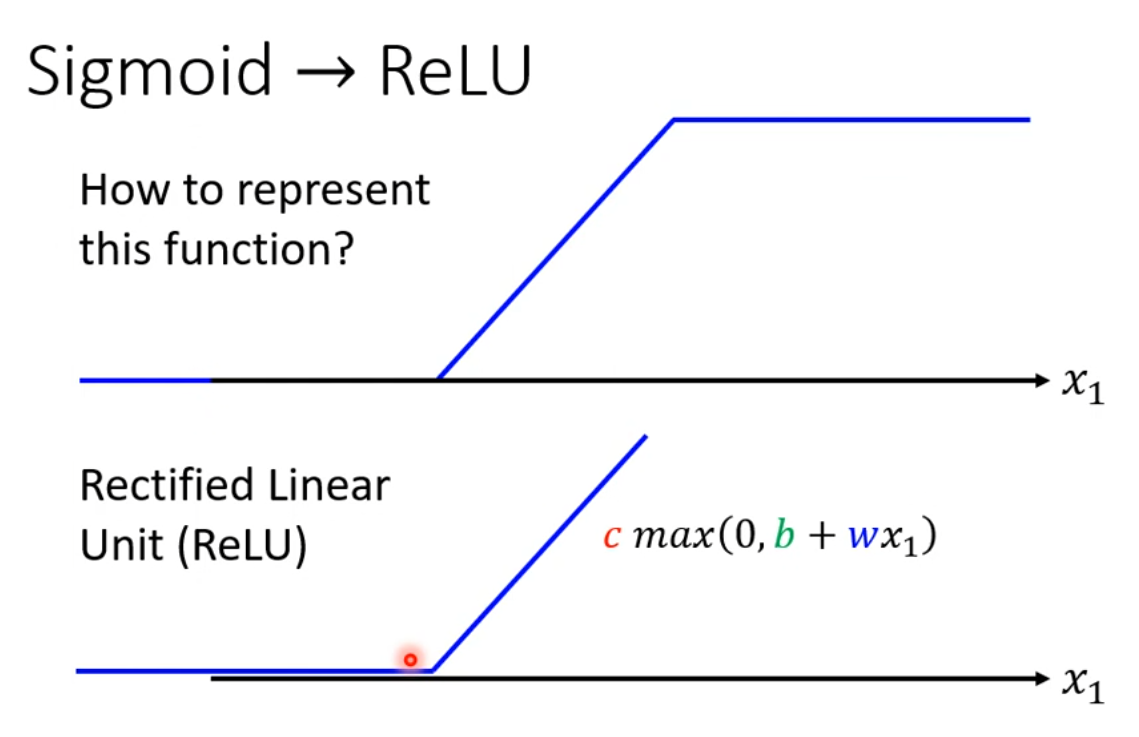 Sigmoid → ReLU
How to represent
this function?
x₁
Rectified Linear
Unit (ReLU)
c max(0, b + wx₁)
x₁